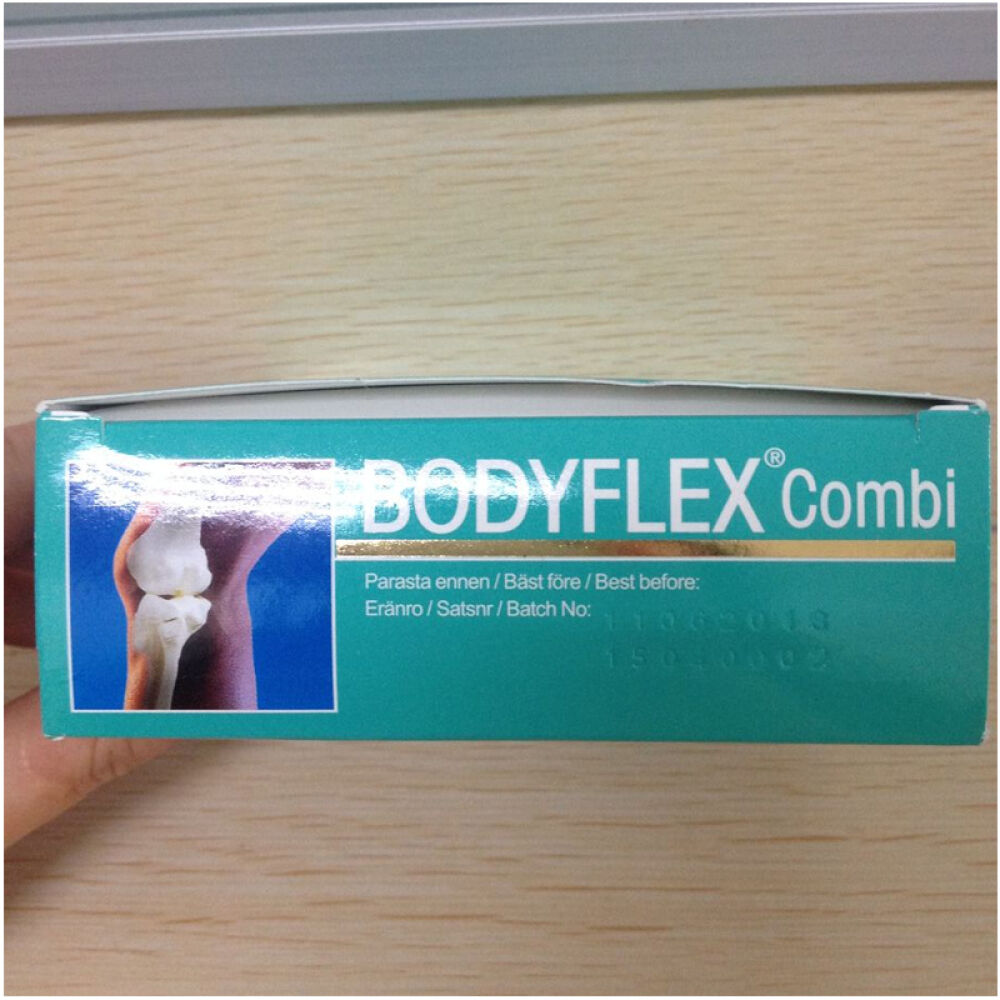 BODYFLEX® Combi
Parasta ennen / Bäst före / Best before:
Eränro / Satsnr / Batch No: